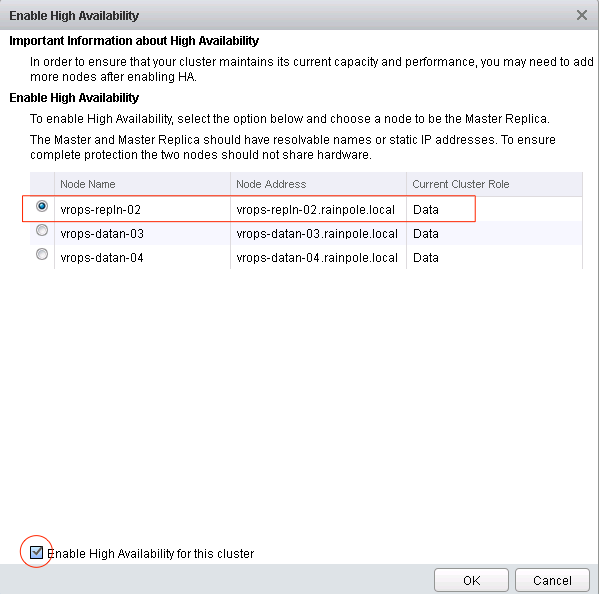 Enable High Availability
Important Information about High Availability
In order to ensure that your cluster maintains its current capacity and performance, you may need to add
more nodes after enabling HA.
Enable High Availability
To enable High Availability, select the option below and choose a node to be the Master Replica.
The Master and Master Replica should have resolvable names or static IP addresses. To ensure
complete protection the two nodes should not share hardware.
Node Name Node Address Current Cluster Role
vrops-repln-02 vrops-repln-02.rainpole.local Data
vrops-datan-03 vrops-datan-03.rainpole.local Data
vrops-datan-04 vrops-datan-04.rainpole.local Data
Enable High Availability for this cluster
OK Cancel